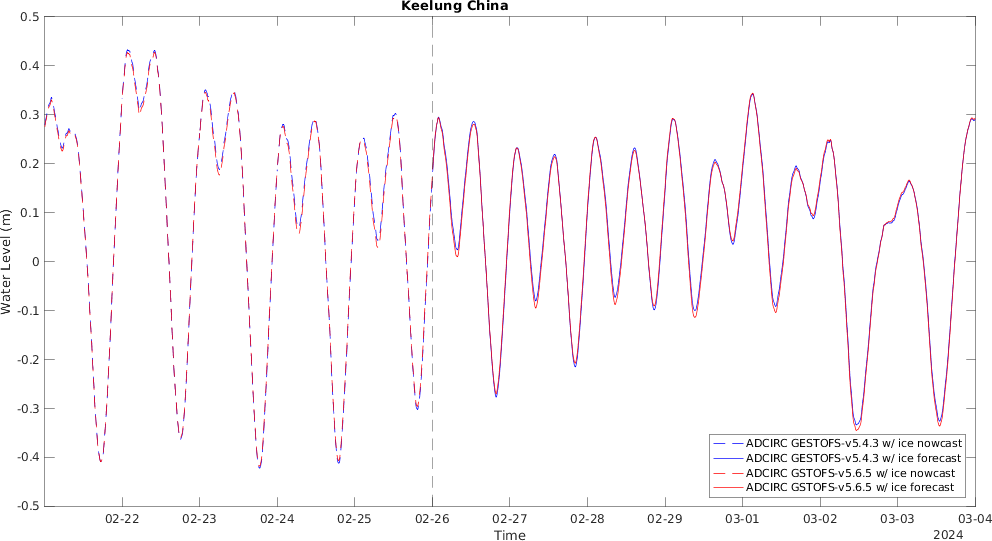 Keelung China
0.5
0.4
0.3
0.2
0.1
0
-0.1
-0.2
-0.3
-0.4
-0.5
Water Level (m)
ADCIRC GESTOFS-v5.4.3 w/ ice nowcast
ADCIRC GESTOFS-v5.4.3 w/ ice forecast
ADCIRC GSTOFS-v5.6.5 w/ ice nowcast
ADCIRC GSTOFS-v5.6.5 w/ ice forecast
02-22 02-23 02-24 02-25 02-26 02-27 02-28 02-29 03-01 03-02 03-03 03-04
Time
2024